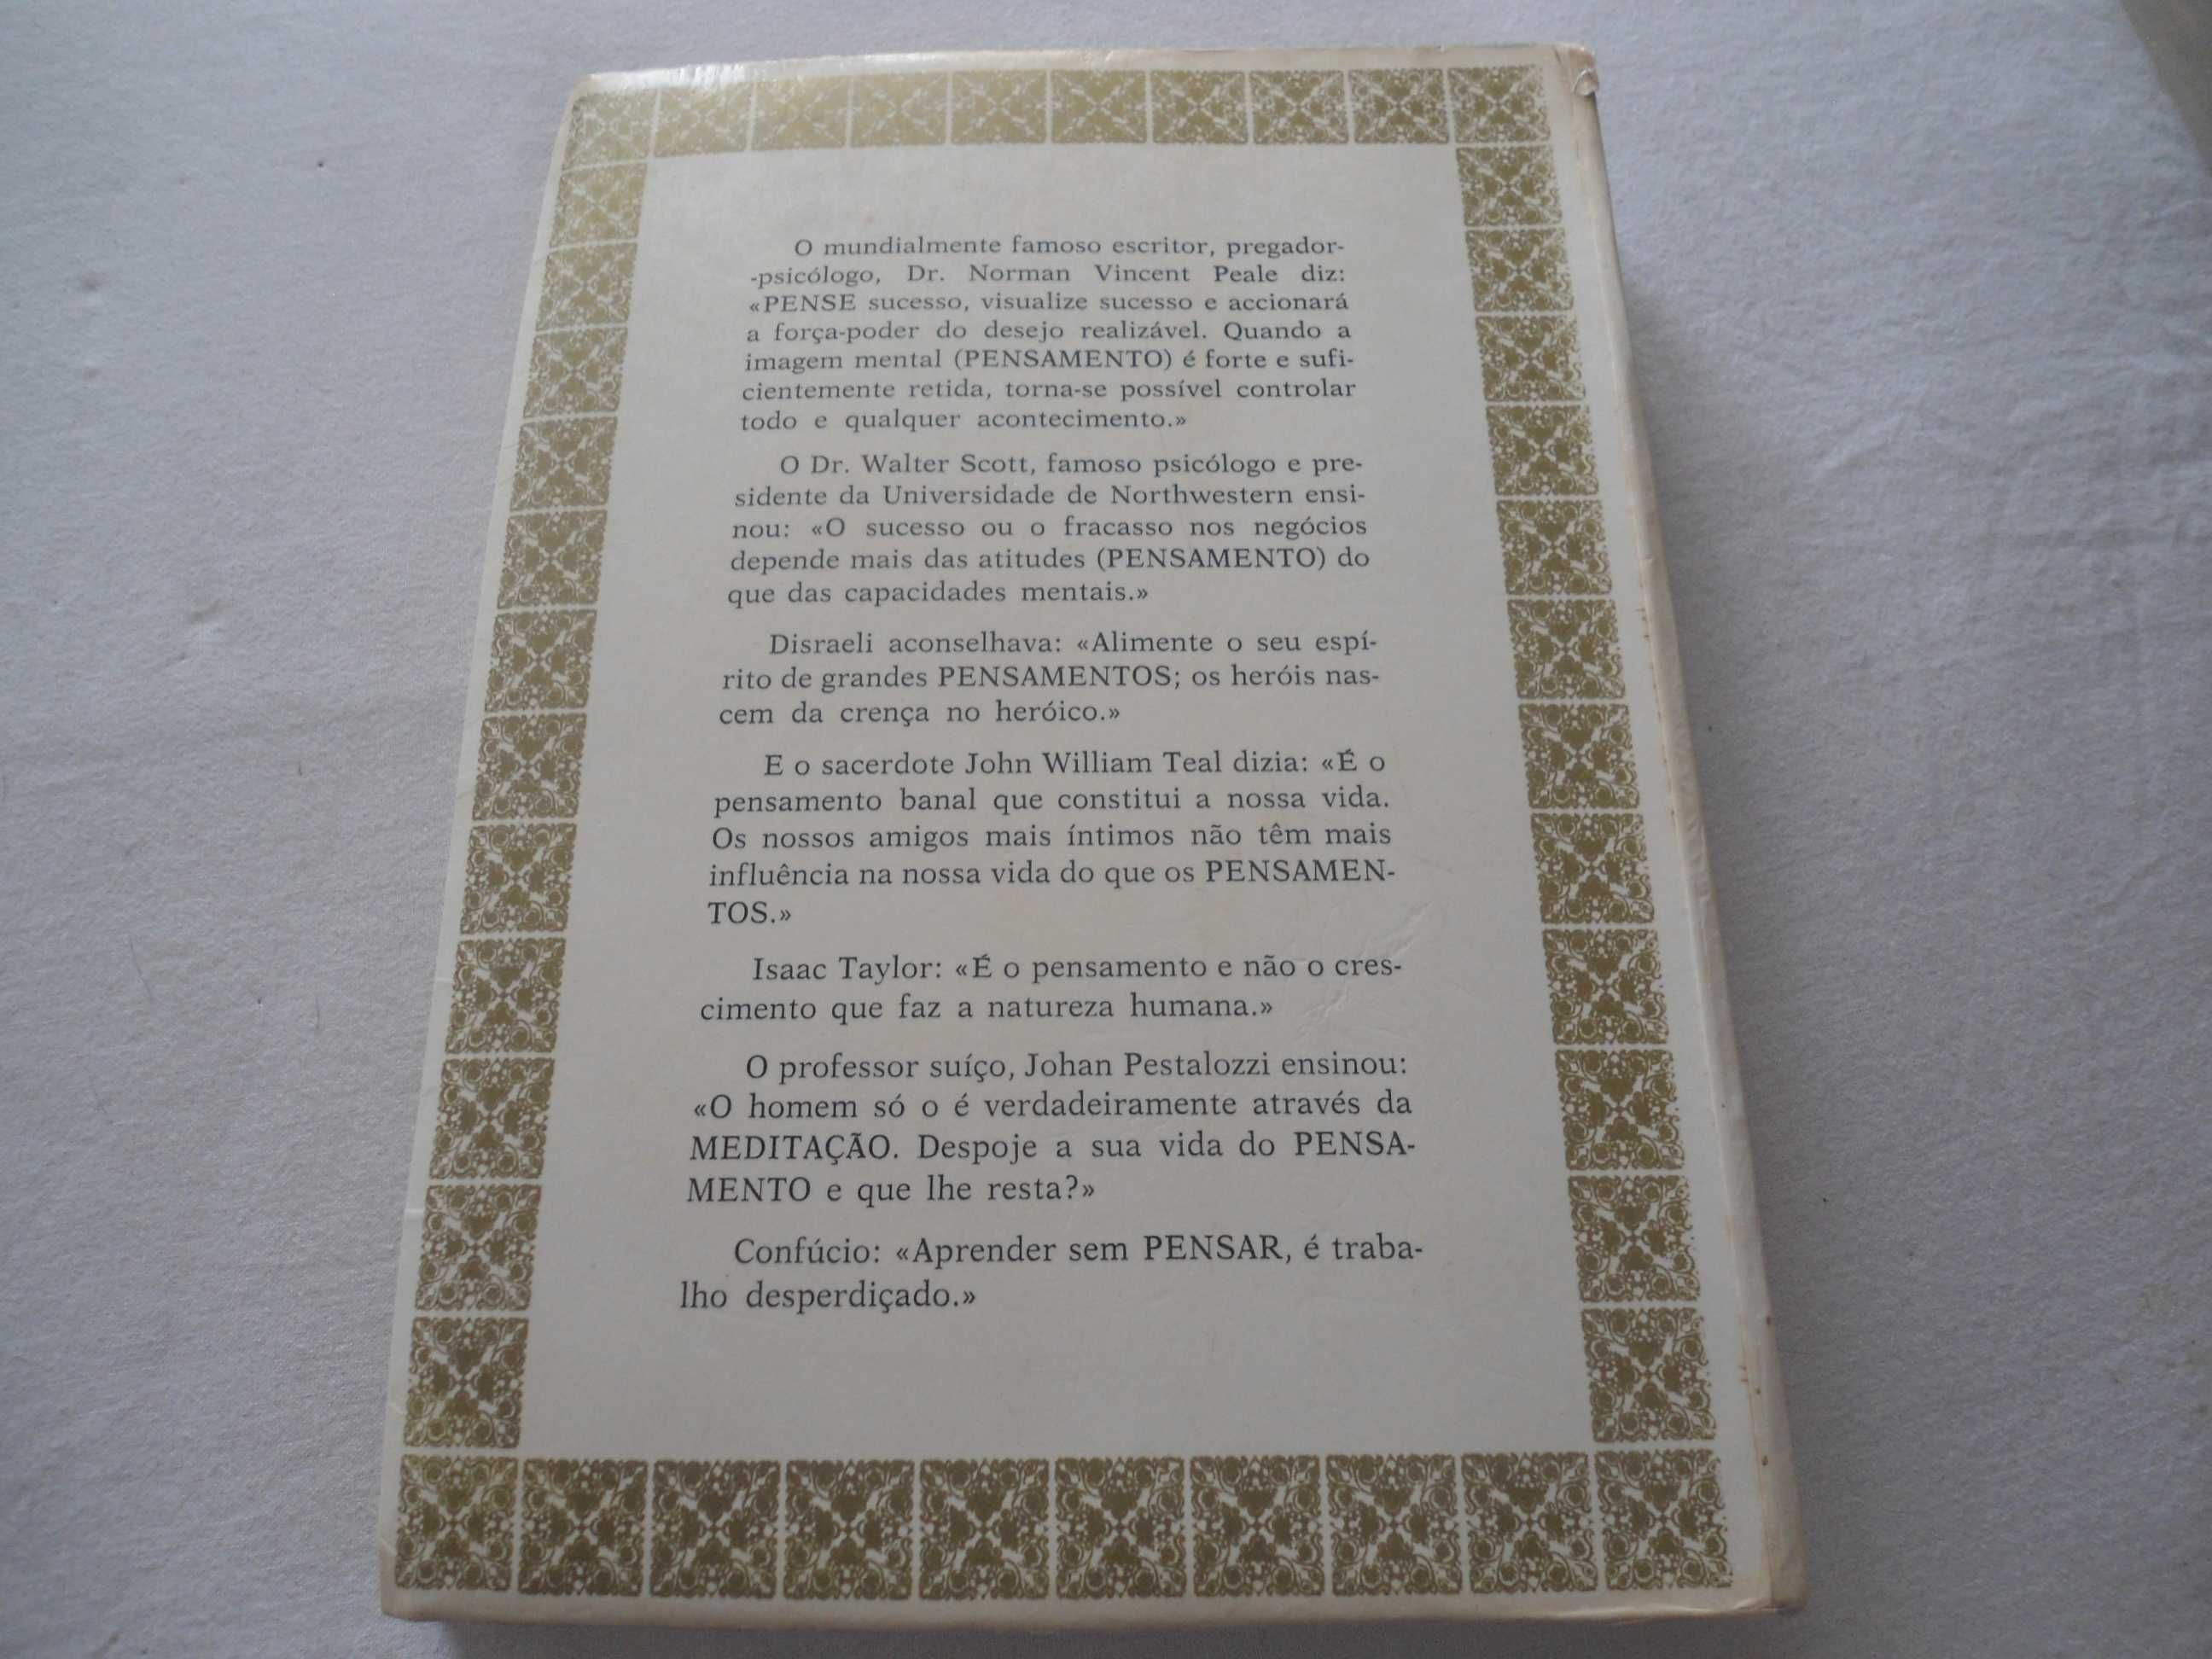 O mundialmente famoso escritor, pregador-
-psicólogo, Dr. Norman Vincent Peale diz:
«PENSE sucesso, visualize sucesso e accionará
a força-poder do desejo realizável. Quando a
imagem mental (PENSAMENTO) é forte e sufi-
cientemente retida, torna-se possível controlar
todo e qualquer acontecimento.»
O Dr. Walter Scott, famoso psicólogo e pre-
sidente da Universidade de Northwestern ensi-
nou: «O sucesso ou o fracasso nos negócios
depende mais das atitudes (PENSAMENTO) do
que das capacidades mentais.»
Disraeli aconselhava: «Alimente o seu espí-
rito de grandes PENSAMENTOS; os heróis nas-
cem da crença no heróico.»
E o sacerdote John William Teal dizia: «É o
pensamento banal que constitui a nossa vida.
Os nossos amigos mais íntimos não têm mais
influência na nossa vida do que os PENSAMEN-
TOS.»
Isaac Taylor: «É o pensamento e não o cres-
cimento que faz a natureza humana.»
O professor suíço, Johan Pestalozzi ensinou:
«O homem só o é verdadeiramente através da
MEDITAÇÃO. Despoje a sua vida do PENSA-
MENTO e que lhe resta?»
Confúcio: «Aprender sem PENSAR, é traba-
lho desperdiçado.»